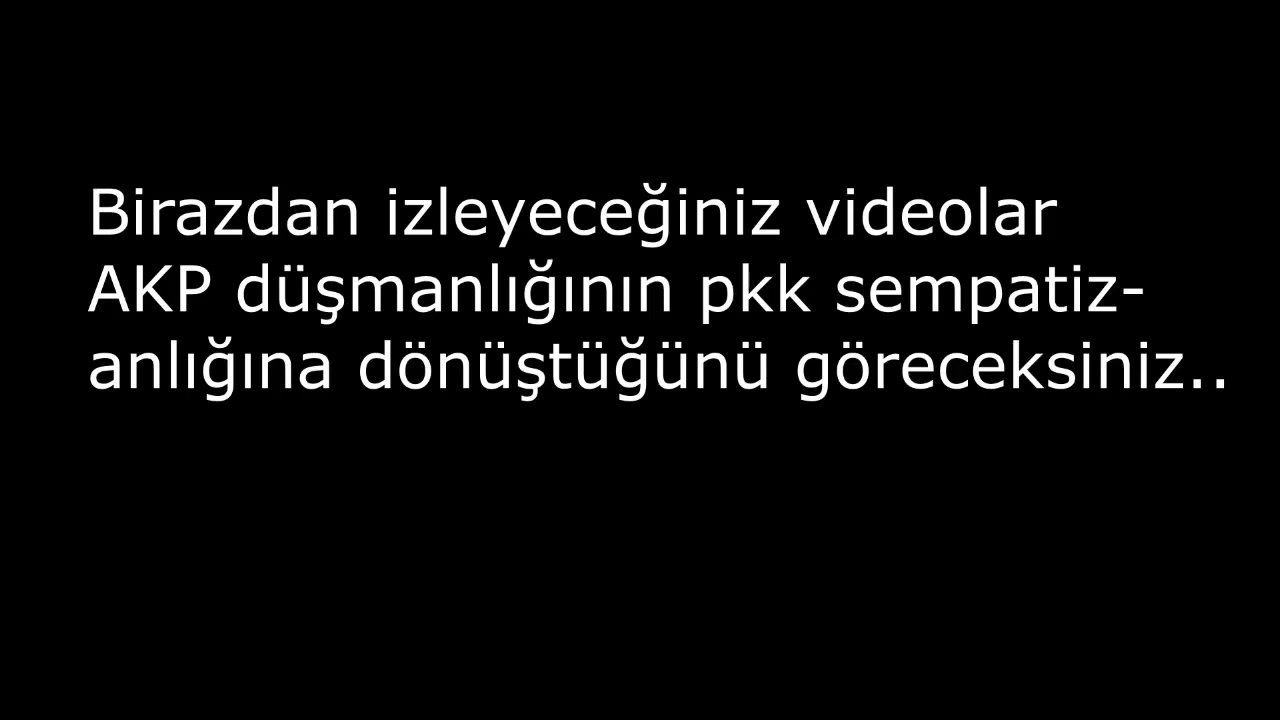 Birazdan izleyeceğiniz videolar
AKP düşmanlığının pkk sempatiz-
anlığına dönüştüğünü göreceksiniz..